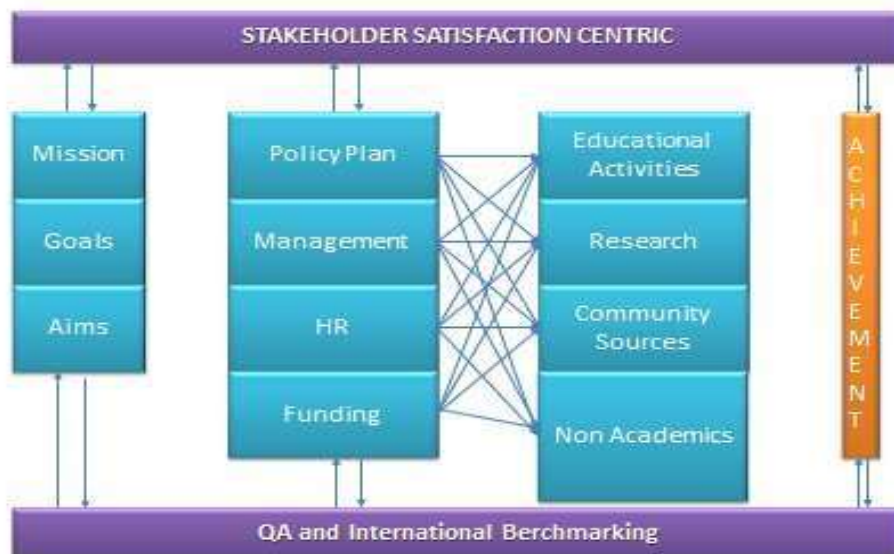 STAKEHOLDER SATISFACTION CENTRIC
Mission
Goals
Aims
Policy Plan
Management
HR
Funding
Educational
Activities
Research
Community
Sources
Non Academics
ACHIEVEMENT
QA and International Berchmarking